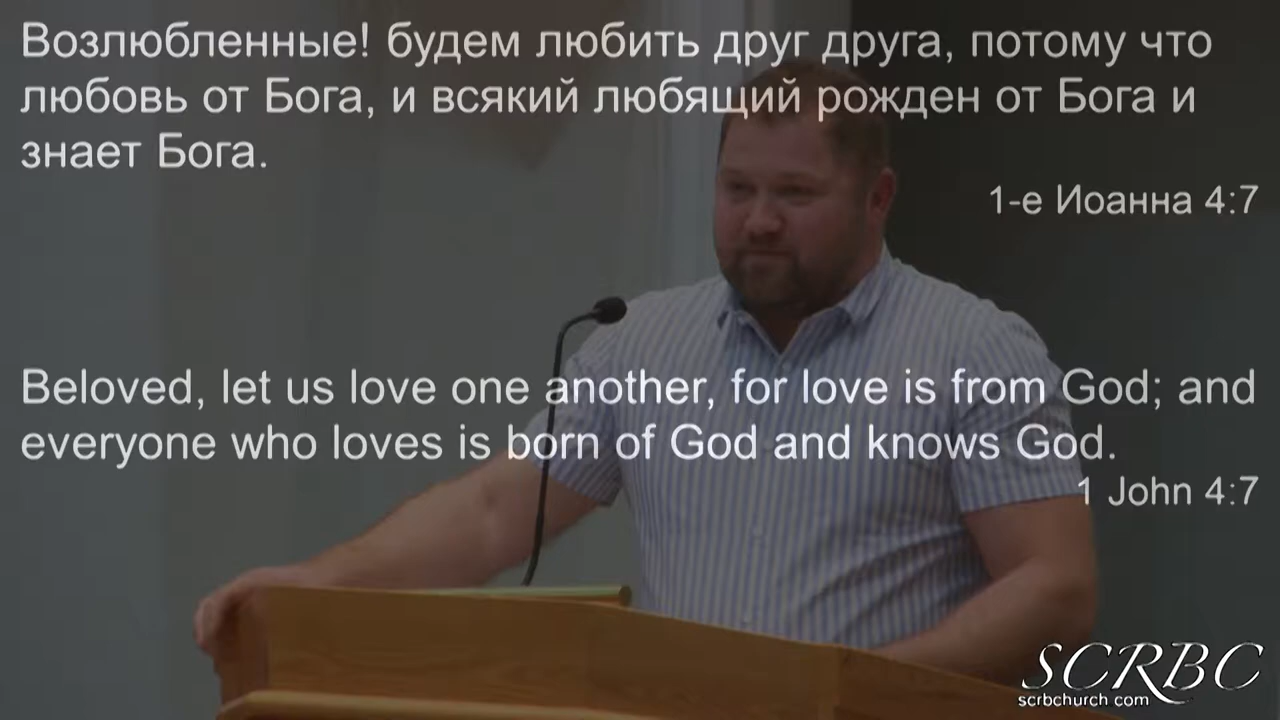 Возлюбленные! будем любить друг друга, потому что
любовь от Бога, и всякий любящий рожден от Бога и
знает Бога.
1-е Иоанна 4:7
Beloved, let us love one another, for love is from God; and
everyone who loves is born of God and knows God.
1 John 4:7
SCRBC
scrbchurch.com